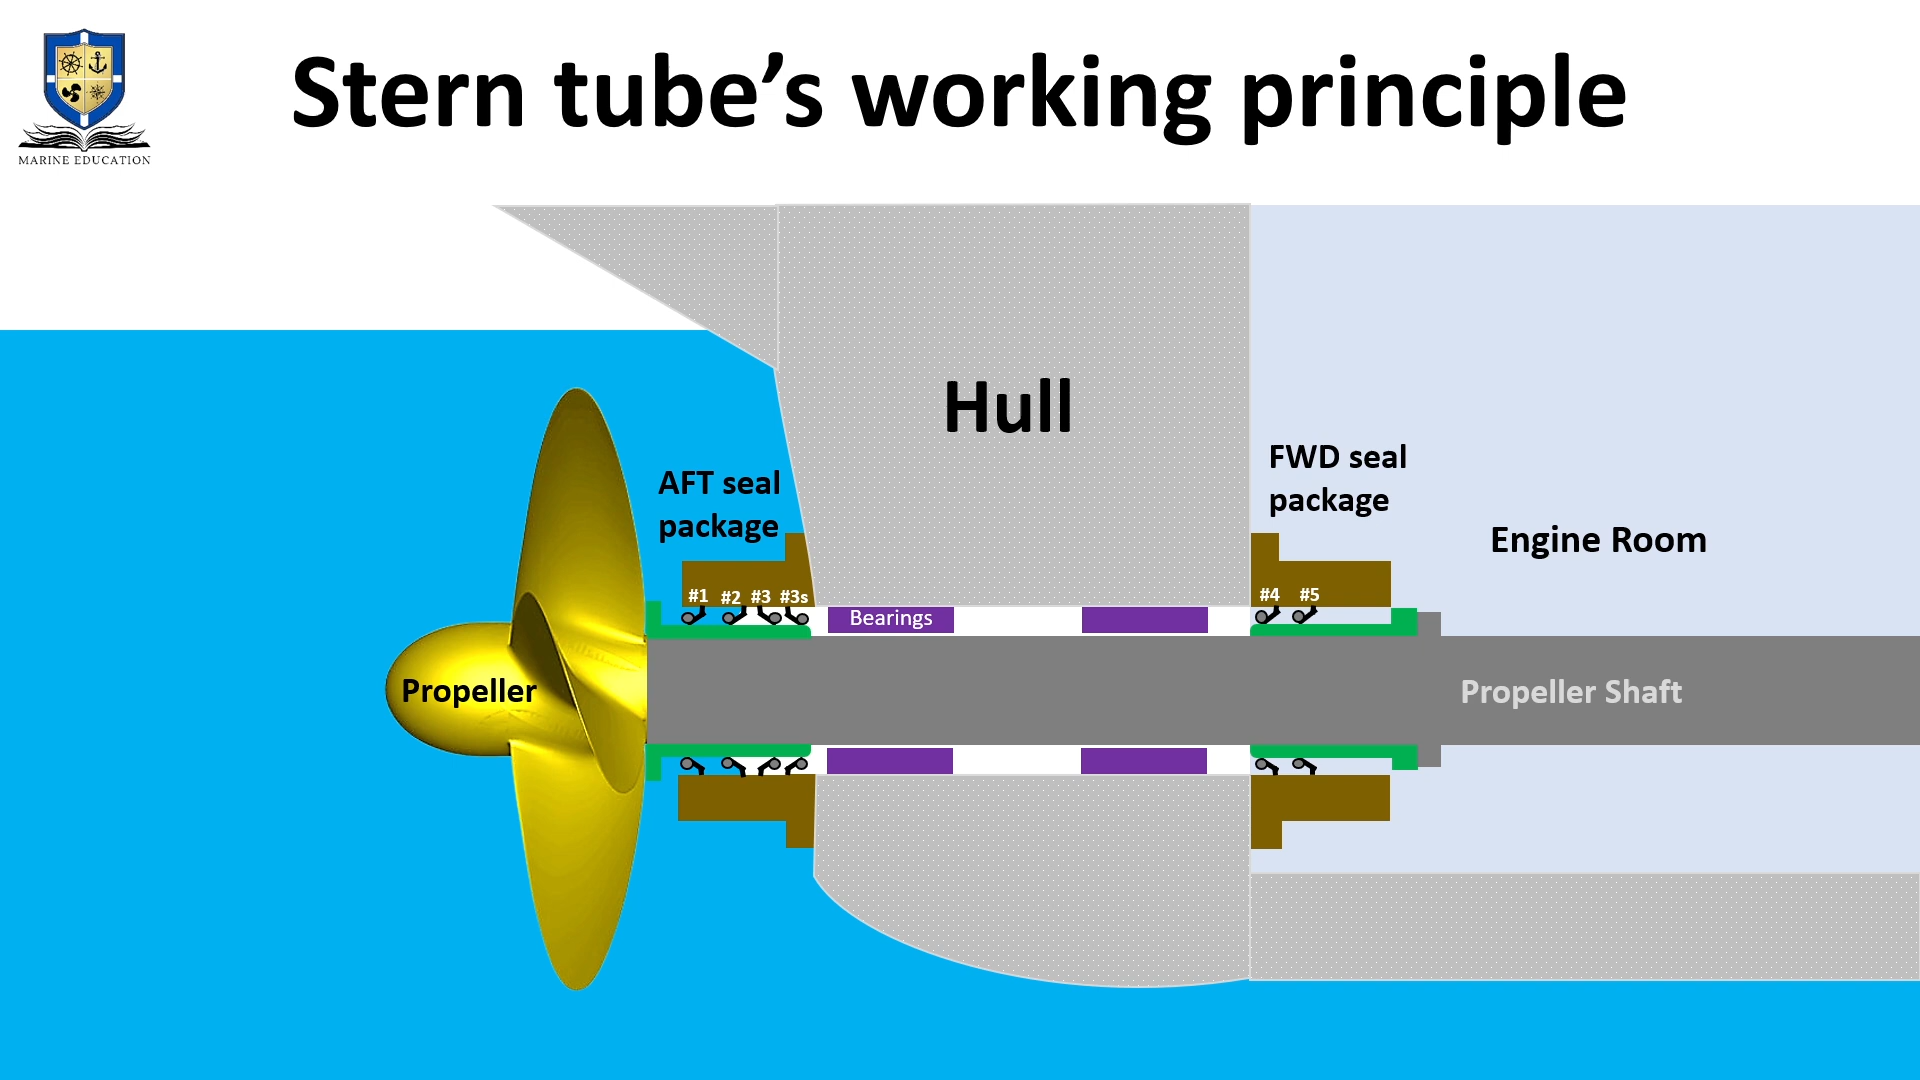 MARINE EDUCATION
Stern tube’s working principle
Hull
AFT seal
package
FWD seal
package
Engine Room
#1 #2 #3 #3s
#4 #5
Bearings
Propeller
Propeller Shaft